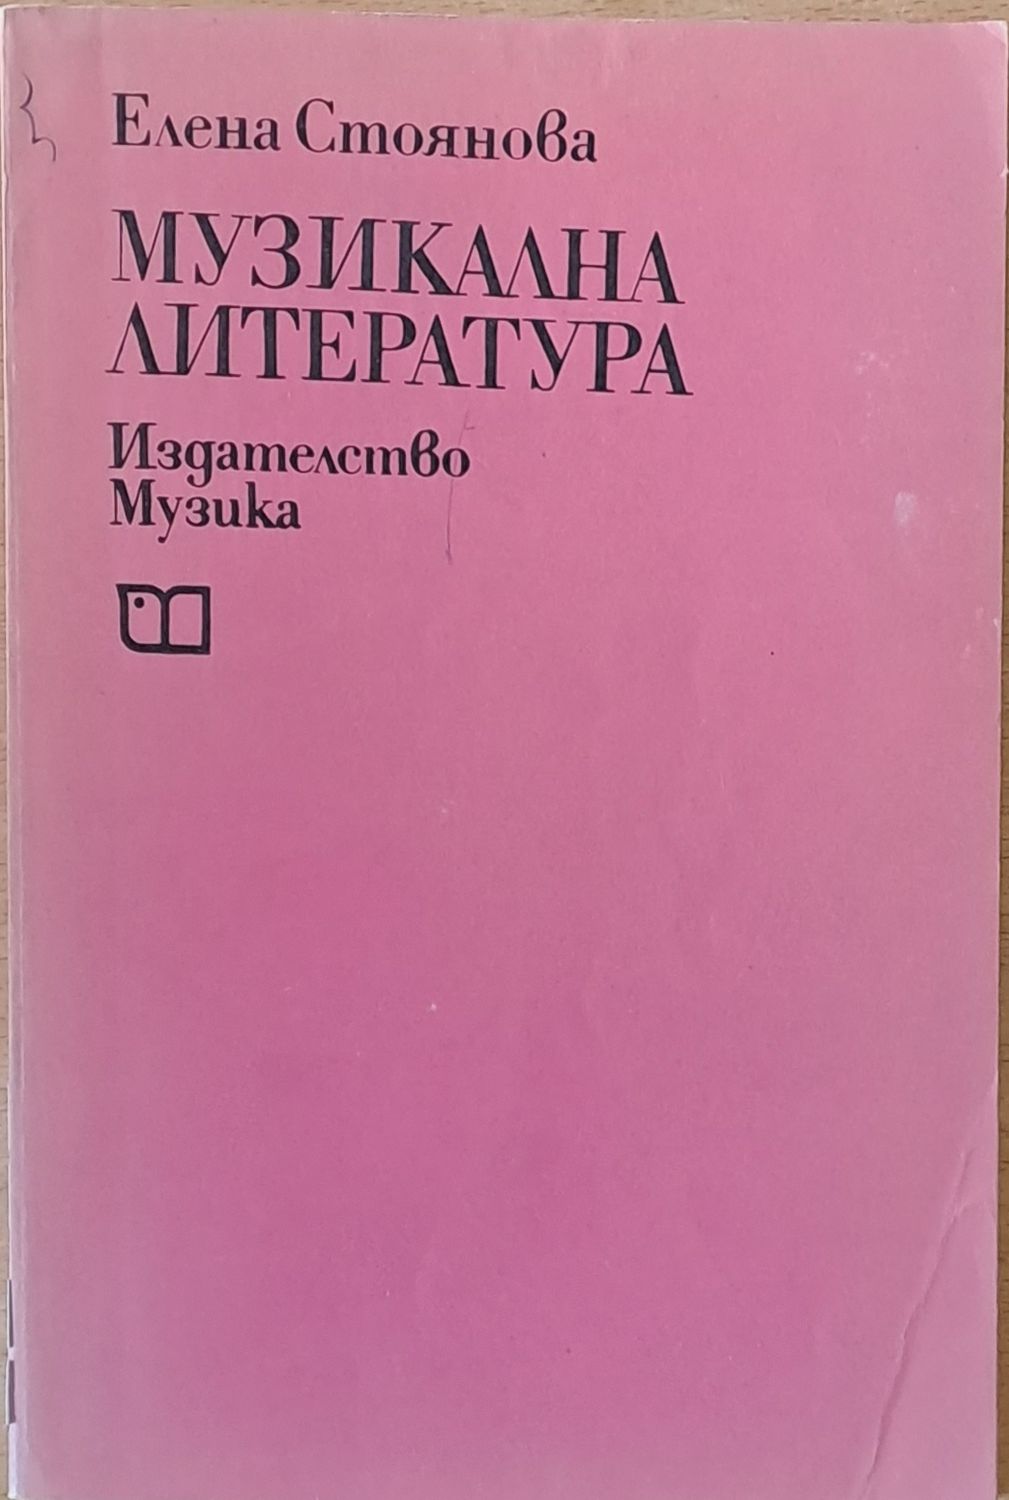 Елена Стоянова
МУЗИКАЛНА
ЛИТЕРАТУРА
Издателство
Музика